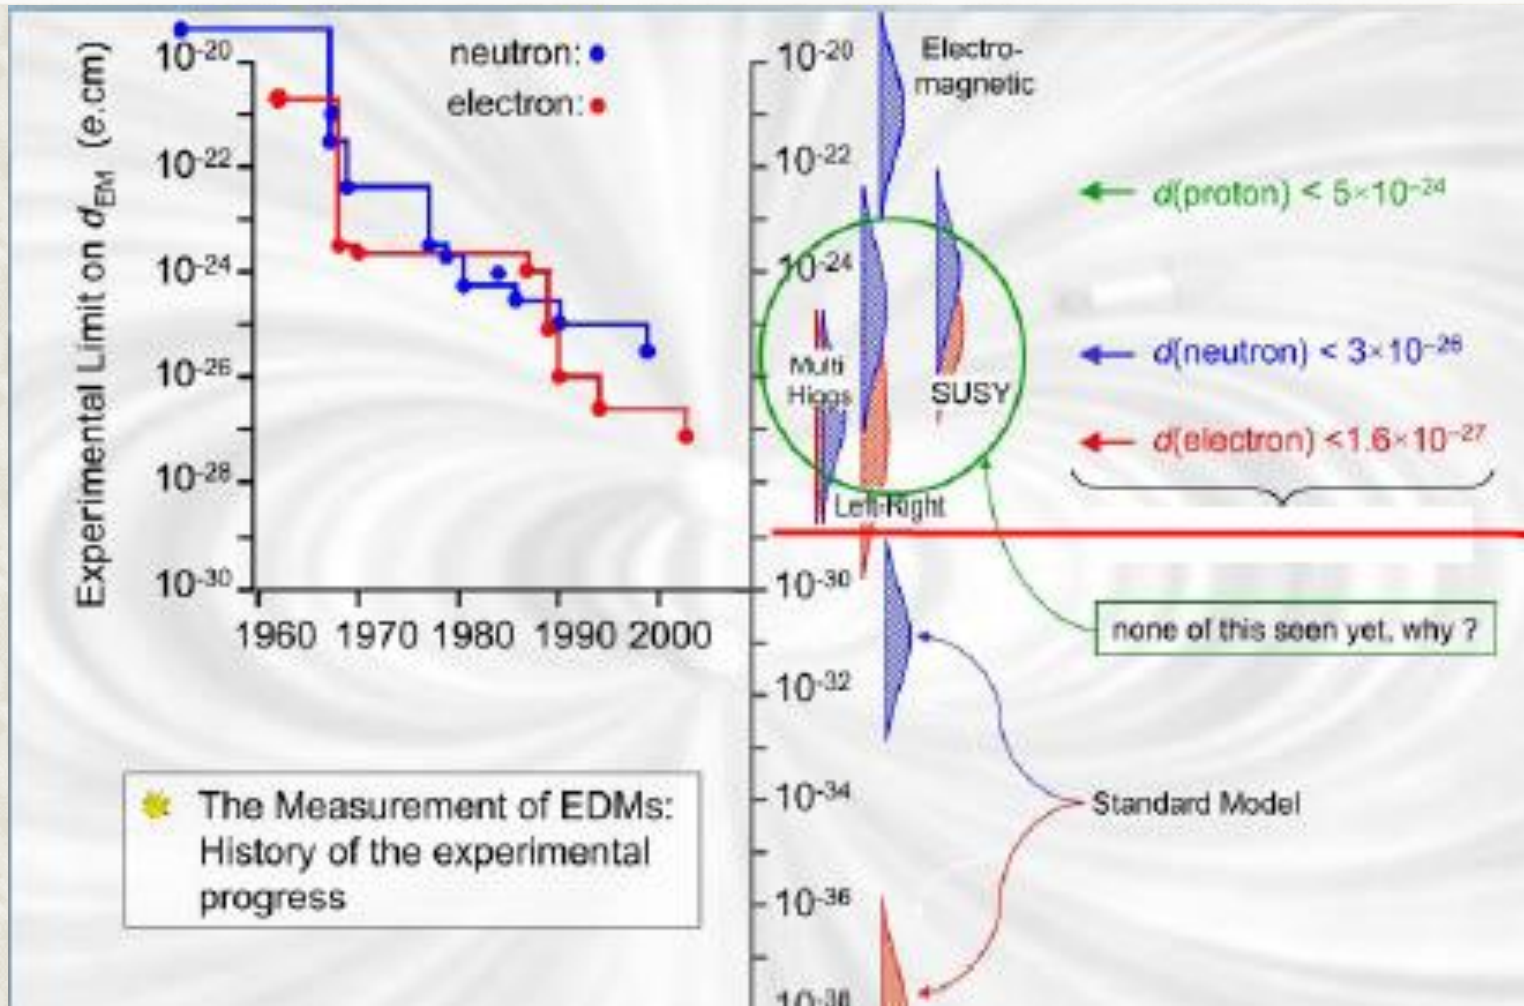 Experimental Limit on d_EM (e.cm)
10^-20
10^-22
10^-24
10^-26
10^-28
10^-30
1960 1970 1980 1990 2000
neutron:
electron:
10^-20
10^-22
10^-24
10^-30
10^-32
10^-34
10^-36
10^-38
Electro-
magnetic
Multi
Higgs
SUSY
Left-Right
d(proton) < 5×10^-24
d(neutron) < 3×10^-26
d(electron) <1.6×10^-27
none of this seen yet, why ?
Standard Model
The Measurement of EDMs:
History of the experimental
progress